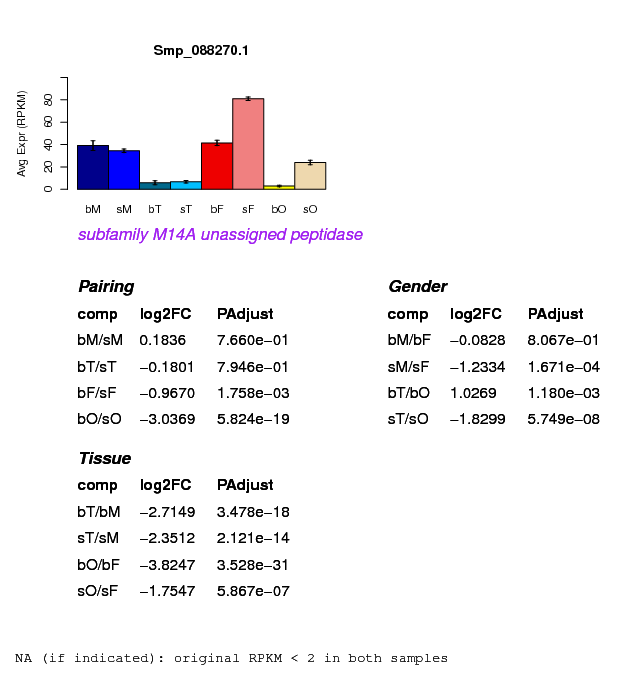 Smp_088270.1
Avg Expr (RPKM)
0 20 40 60 80
bM sM bT sT bF sF bO sO
subfamily M14A unassigned peptidase
Pairing
comp log2FC PAdjust
bM/sM 0.1836 7.660e−01
bT/sT −0.1801 7.946e−01
bF/sF −0.9670 1.758e−03
bO/sO −3.0369 5.824e−19
Gender
comp log2FC PAdjust
bM/bF −0.0828 8.067e−01
sM/sF −1.2334 1.671e−04
bT/bO 1.0269 1.180e−03
sT/sO −1.8299 5.749e−08
Tissue
comp log2FC PAdjust
bT/bM −2.7149 3.478e−18
sT/sM −2.3512 2.121e−14
bO/bF −3.8247 3.528e−31
sO/sF −1.7547 5.867e−07
NA (if indicated): original RPKM < 2 in both samples